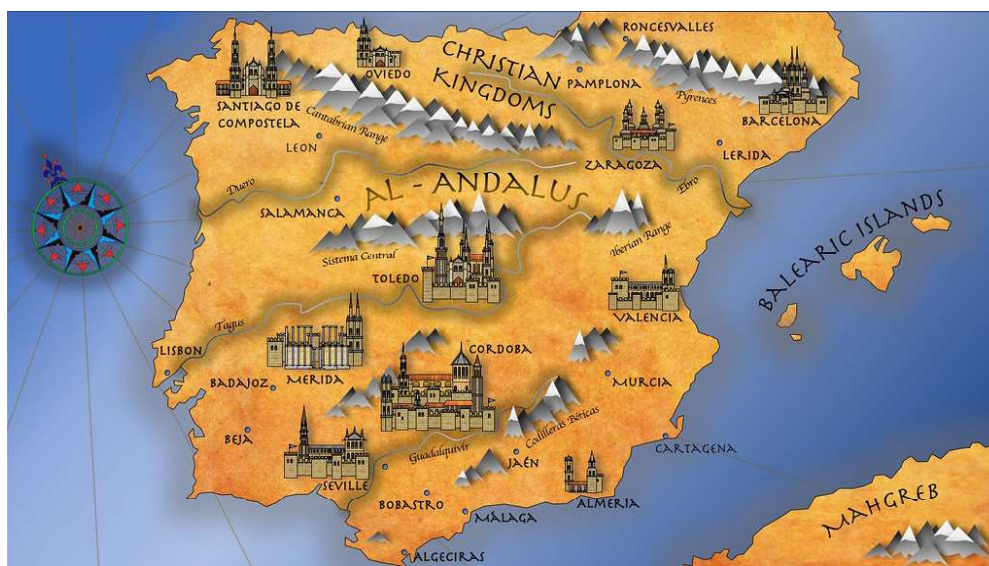 RONCESVALLES
CHRISTIAN
KINGDOMS
OVIEDO
PAMPLONA
Pyrenees
SANTIAGO DE
COMPOSTELA
Cantabrian Range
BARCELONA
LEON
ZARAGOZA
LERIDA
Duero
Ebro
AL-ANDALUS
SALAMANCA
BALEARIC ISLANDS
Sistema Central
Iberian Range
TOLEDO
VALENCIA
Tagus
LISBON
CORDOBA
BADAJOZ
MERIDA
MURCIA
BEJA
Guadalquivir
Codilleras Béticas
CARTAGENA
JAÉN
SEVILLE
BOBASTRO
ALMERIA
MÁLAGA
ALGECIRAS
MAHGREB